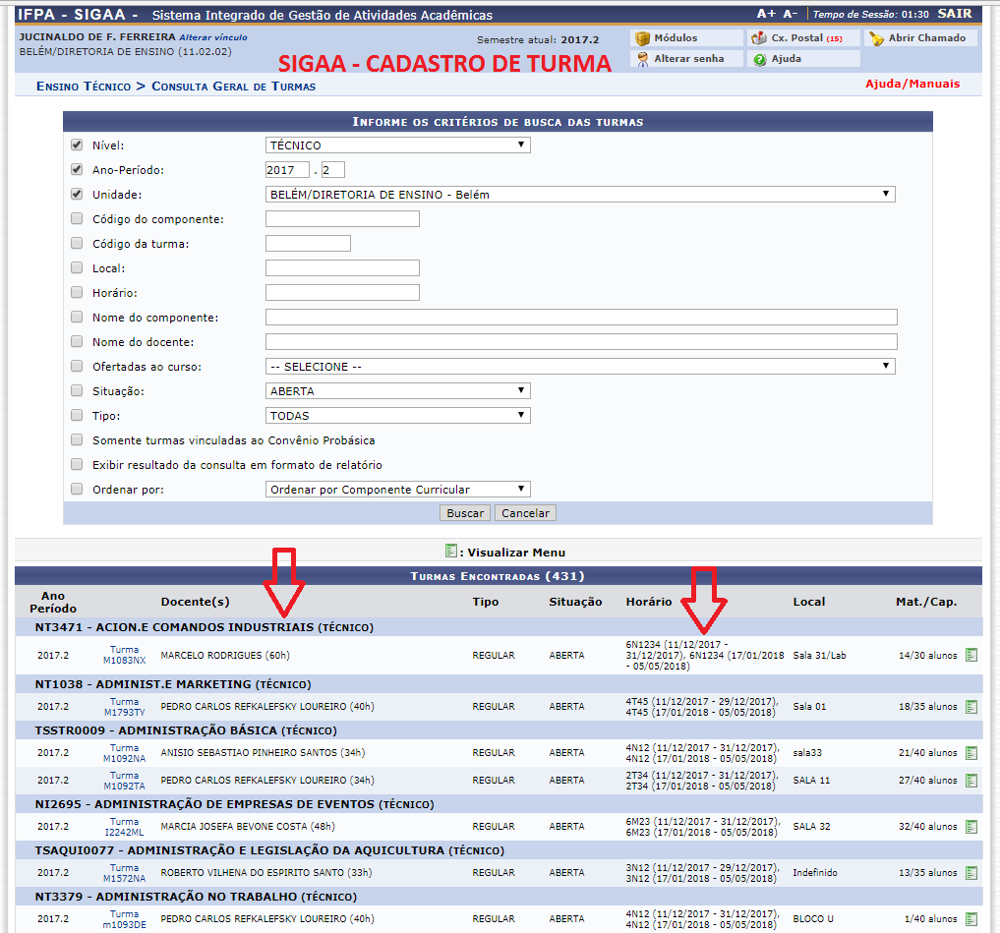 IFPA - SIGAA - Sistema Integrado de Gestão de Atividades Acadêmicas A+ A- Tempo de Sessão: 01:30 SAIR
JUCINALDO DE F. FERREIRA Alterar vínculo
BELÉM/DIRETORIA DE ENSINO (11.02.02)
Semestre atual: 2017.2
Módulos Cx. Postal (15) Abrir Chamado
Alterar senha Ajuda
SIGAA - CADASTRO DE TURMA
Ensino Técnico > Consulta Geral de Turmas
Ajuda/Manuais
Informe os critérios de busca das turmas
Nível: TÉCNICO
Ano-Período: 2017 . 2
Unidade: BELÉM/DIRETORIA DE ENSINO - Belém
Código do componente:
Código da turma:
Local:
Horário:
Nome do componente:
Nome do docente:
Ofertadas ao curso: -- SELECIONE --
Situação: ABERTA
Tipo: TODAS
Somente turmas vinculadas ao Convênio Probásica
Exibir resultado da consulta em formato de relatório
Ordenar por: Ordenar por Componente Curricular
Buscar Cancelar
: Visualizar Menu
Turmas Encontradas (431)
Ano Período Docente(s) Tipo Situação Horário Local Mat./Cap.
NT3471 - ACION.E COMANDOS INDUSTRIAIS (TÉCNICO)
2017.2 Turma M1083NX MARCELO RODRIGUES (60h) REGULAR ABERTA 6N1234 (11/12/2017 - 31/12/2017), 6N1234 (17/01/2018 - 05/05/2018) Sala 31/Lab 14/30 alunos
NT1038 - ADMINIST.E MARKETING (TÉCNICO)
2017.2 Turma M1793TY PEDRO CARLOS REFKALEFSKY LOUREIRO (40h) REGULAR ABERTA 4T45 (11/12/2017 - 29/12/2017), 4T45 (17/01/2018 - 05/05/2018) Sala 01 18/35 alunos
TSSTR0009 - ADMINISTRAÇÃO BÁSICA (TÉCNICO)
2017.2 Turma M1092NA ANISIO SEBASTIAO PINHEIRO SANTOS (34h) REGULAR ABERTA 4N12 (11/12/2017 - 31/12/2017), 4N12 (17/01/2018 - 05/05/2018) sala33 21/40 alunos
2017.2 Turma M1092TA PEDRO CARLOS REFKALEFSKY LOUREIRO (34h) REGULAR ABERTA 2T34 (11/12/2017 - 31/12/2017), 2T34 (17/01/2018 - 05/05/2018) SALA 11 27/40 alunos
NI2695 - ADMINISTRAÇÃO DE EMPRESAS DE EVENTOS (TÉCNICO)
2017.2 Turma I2242ML MARCIA JOSEFA BEVONE COSTA (48h) REGULAR ABERTA 6M23 (11/12/2017 - 31/12/2017), 6M23 (17/01/2018 - 05/05/2018) SALA 32 32/40 alunos
TSAQUI0077 - ADMINISTRAÇÃO E LEGISLAÇÃO DA AQUICULTURA (TÉCNICO)
2017.2 Turma M1572NA ROBERTO VILHENA DO ESPIRITO SANTO (33h) REGULAR ABERTA 3N12 (11/12/2017 - 29/12/2017), 3N12 (17/01/2018 - 05/05/2018) Indefinido 13/35 alunos
NT3379 - ADMINISTRAÇÃO NO TRABALHO (TÉCNICO)
2017.2 Turma m1093DE PEDRO CARLOS REFKALEFSKY LOUREIRO (40h) REGULAR ABERTA 4N12 (11/12/2017 - 31/12/2017), 4N12 (17/01/2018 - 05/05/2018) BLOCO U 1/40 alunos